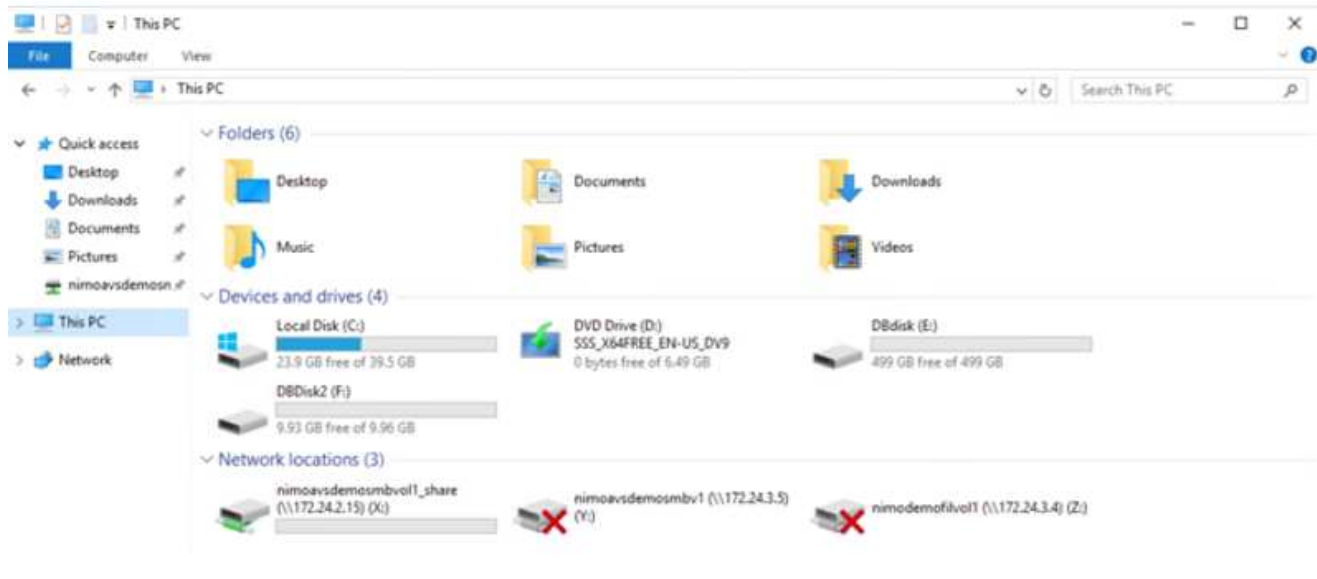 This PC
File Computer View
This PC
Search This PC
Quick access
Desktop
Downloads
Documents
Pictures
nimoavsdemosn
This PC
Network
Folders (6)
Desktop Documents Downloads
Music Pictures Videos
Devices and drives (4)
Local Disk (C:)
23.9 GB free of 39.5 GB
DVD Drive (D:)
SSS_X64FREE_EN-US_DV9
0 bytes free of 6.49 GB
DBdisk (E:)
499 GB free of 499 GB
DBDisk2 (F:)
9.93 GB free of 9.96 GB
Network locations (3)
nimoavsdemosmbvol1_share
(\\172.24.2.15) (X:)
nimoavsdemosmbv1 (\\172.24.3.5)
(Y:)
nimodemofilvol1 (\\172.24.3.4) (Z:)